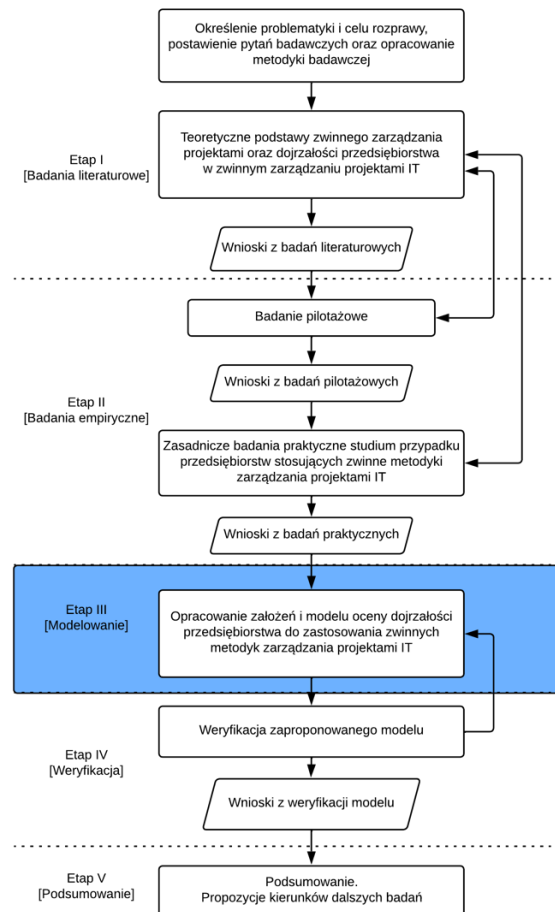 Określenie problematyki i celu rozprawy,
postawienie pytań badawczych oraz opracowanie
metodyki badawczej
Etap I
[Badania literaturowe]
Teoretyczne podstawy zwinnego zarządzania
projektami oraz dojrzałości przedsiębiorstwa
w zwinnym zarządzaniu projektami IT
Wnioski z badań literaturowych
Badanie pilotażowe
Wnioski z badań pilotażowych
Etap II
[Badania empiryczne]
Zasadnicze badania praktyczne studium przypadku
przedsiębiorstw stosujących zwinne metodyki
zarządzania projektami IT
Wnioski z badań praktycznych
Etap III
[Modelowanie]
Opracowanie założeń i modelu oceny dojrzałości
przedsiębiorstwa do zastosowania zwinnych
metodyk zarządzania projektami IT
Weryfikacja zaproponowanego modelu
Etap IV
[Weryfikacja]
Wnioski z weryfikacji modelu
Etap V
[Podsumowanie]
Podsumowanie.
Propozycje kierunków dalszych badań